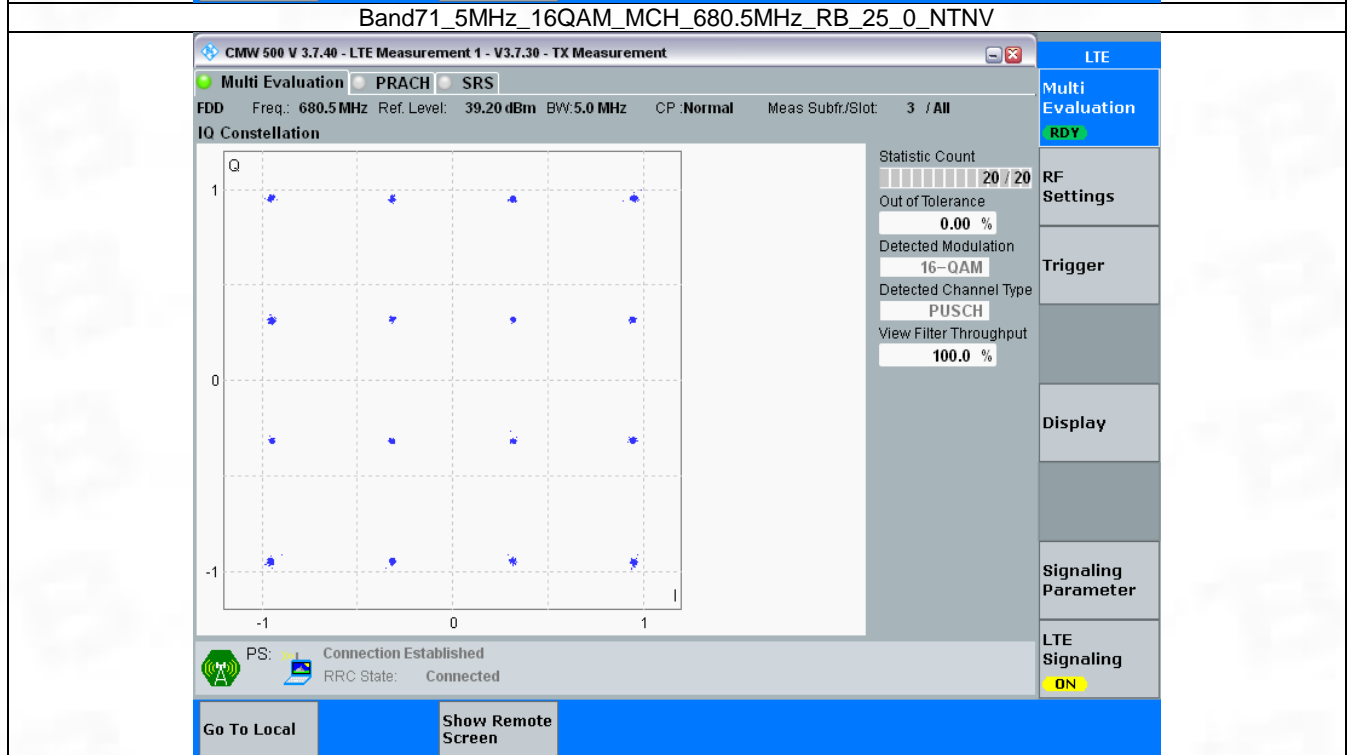 Band71_5MHz_16QAM_MCH_680.5MHz_RB_25_0_NTNV
CMW 500 V 3.7.40 - LTE Measurement 1 - V3.7.30 - TX Measurement
LTE
Multi Evaluation PRACH SRS
Multi
Evaluation
RDY
FDD Freq.: 680.5 MHz Ref. Level: 39.20 dBm BW:5.0 MHz CP :Normal Meas Subfr./Slot: 3 / All
IQ Constellation
Q
1
0
-1
-1 0 1
I
Statistic Count
20 / 20
Out of Tolerance
0.00 %
Detected Modulation
16-QAM
Detected Channel Type
PUSCH
View Filter Throughput
100.0 %
RF
Settings
Trigger
Display
Signaling
Parameter
LTE
Signaling
ON
PS: Connection Established
RRC State: Connected
Go To Local
Show Remote
Screen